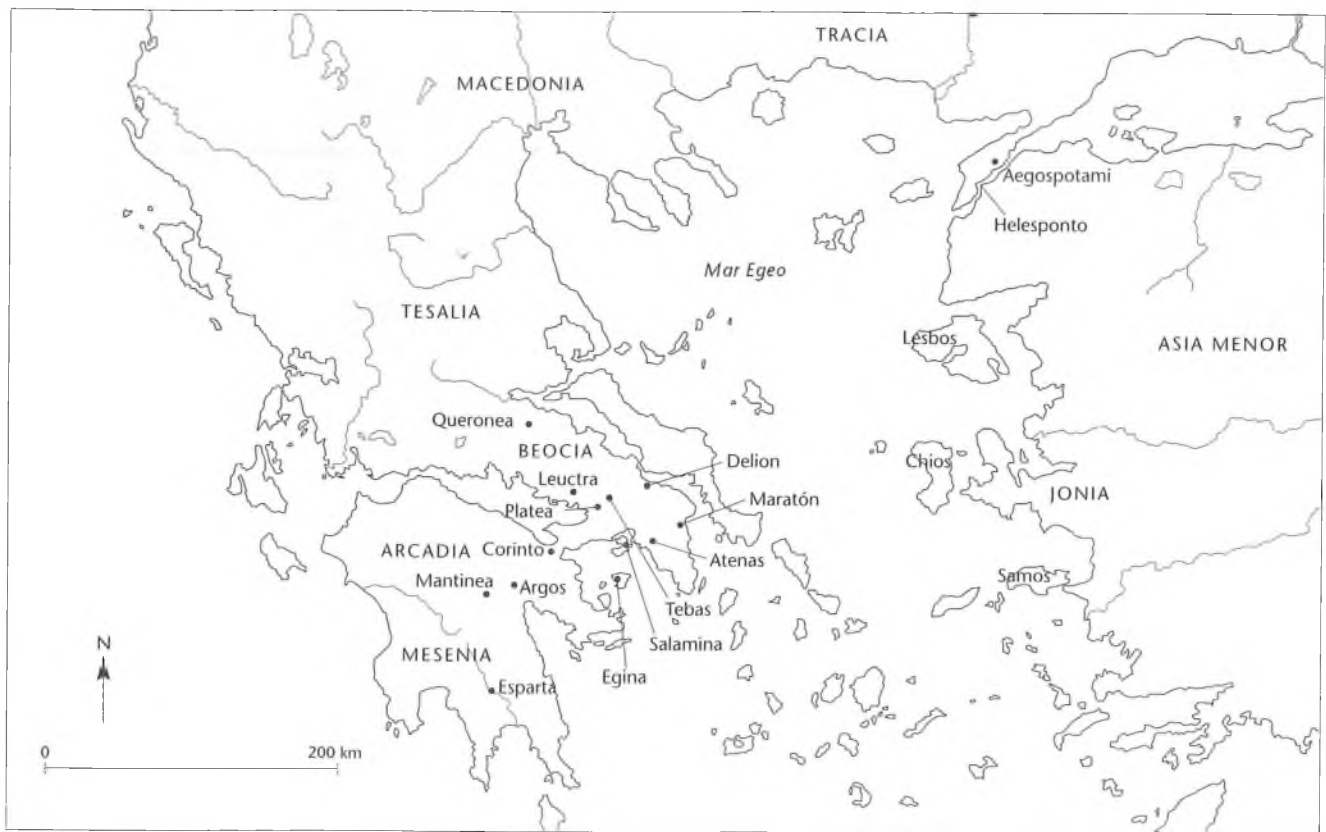 TRACIA
MACEDONIA
Aegospotami
Helesponto
Mar Egeo
TESALIA
Lesbos
ASIA MENOR
Queronea
BEOCIA
Delion
Chios
Leuctra
JONIA
Maratón
Platea
ARCADIA
Corinto
Atenas
Samos
Mantinea
Argos
Tebas
N
Salamina
MESENIA
Egina
Esparta
0
200 km